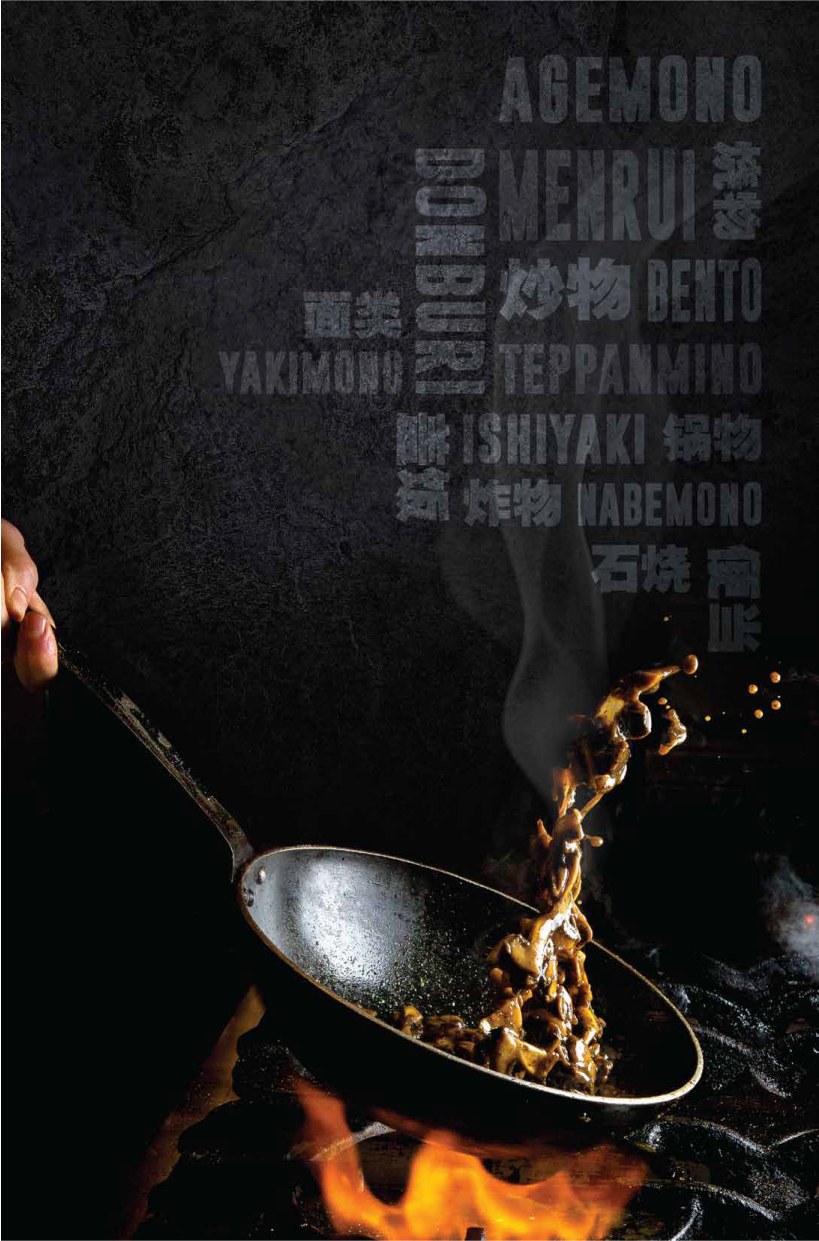 AGEMONO
DONBURI
MENRUI
炒物 BENTO
面类
YAKIMONO
TEPPANMINO
ISHIYAKI 锅物
炸物 NABEMONO
石烧